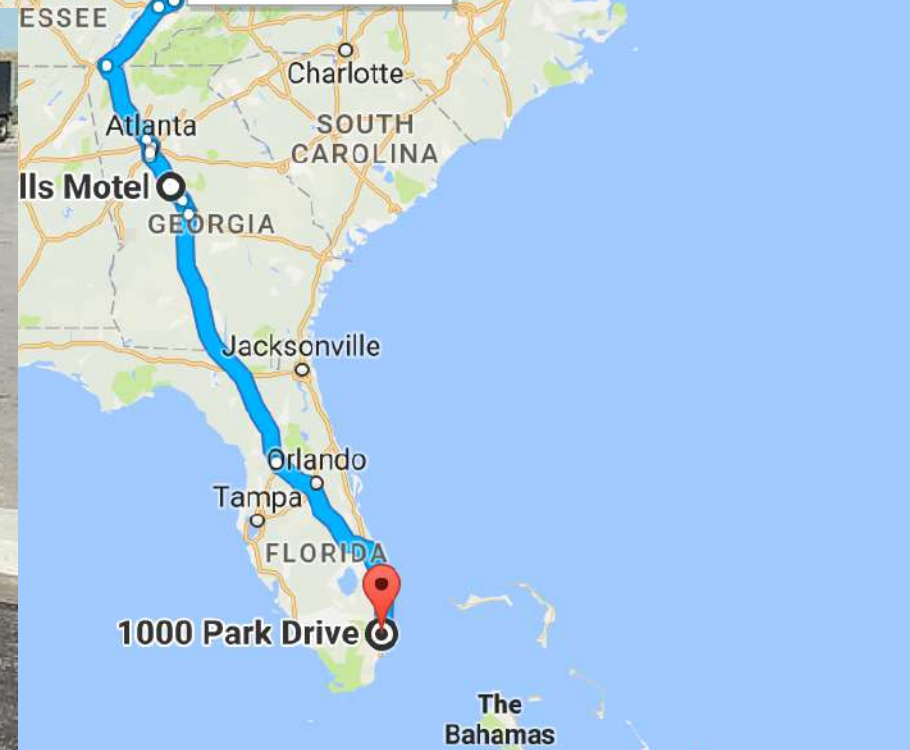 ESSEE
Charlotte
Atlanta
SOUTH
CAROLINA
lls Motel
GEORGIA
Jacksonville
Orlando
Tampa
FLORIDA
1000 Park Drive
The
Bahamas